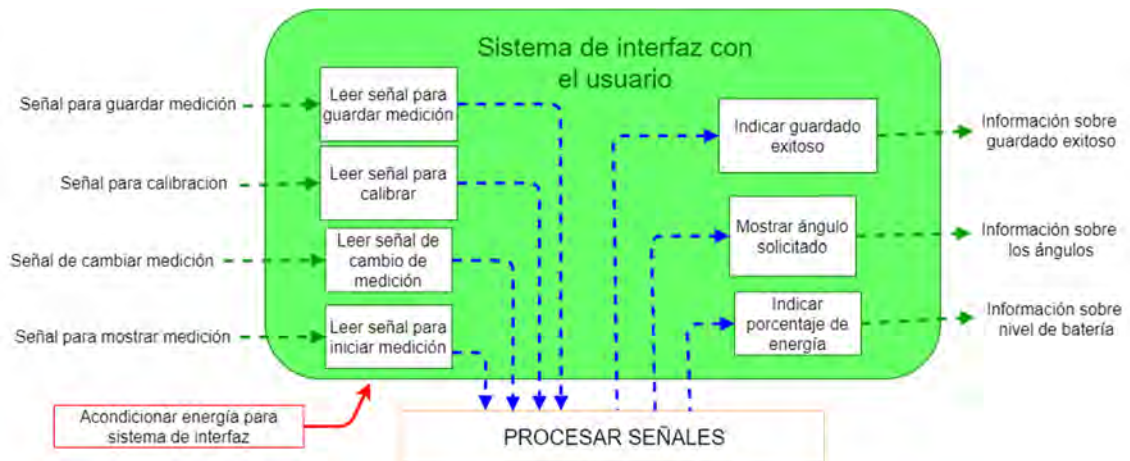 Sistema de interfaz con
el usuario
Señal para guardar medición
Leer señal para
guardar medición
Señal para calibración
Leer señal para
calibrar
Señal de cambiar medición
Leer señal de
cambio de
medición
Señal para mostrar medición
Leer señal para
iniciar medición
Indicar guardado
exitoso
Información sobre
guardado exitoso
Mostrar ángulo
solicitado
Información sobre
los ángulos
Indicar
porcentaje de
energía
Información sobre
nivel de batería
Acondicionar energía para
sistema de interfaz
PROCESAR SEÑALES